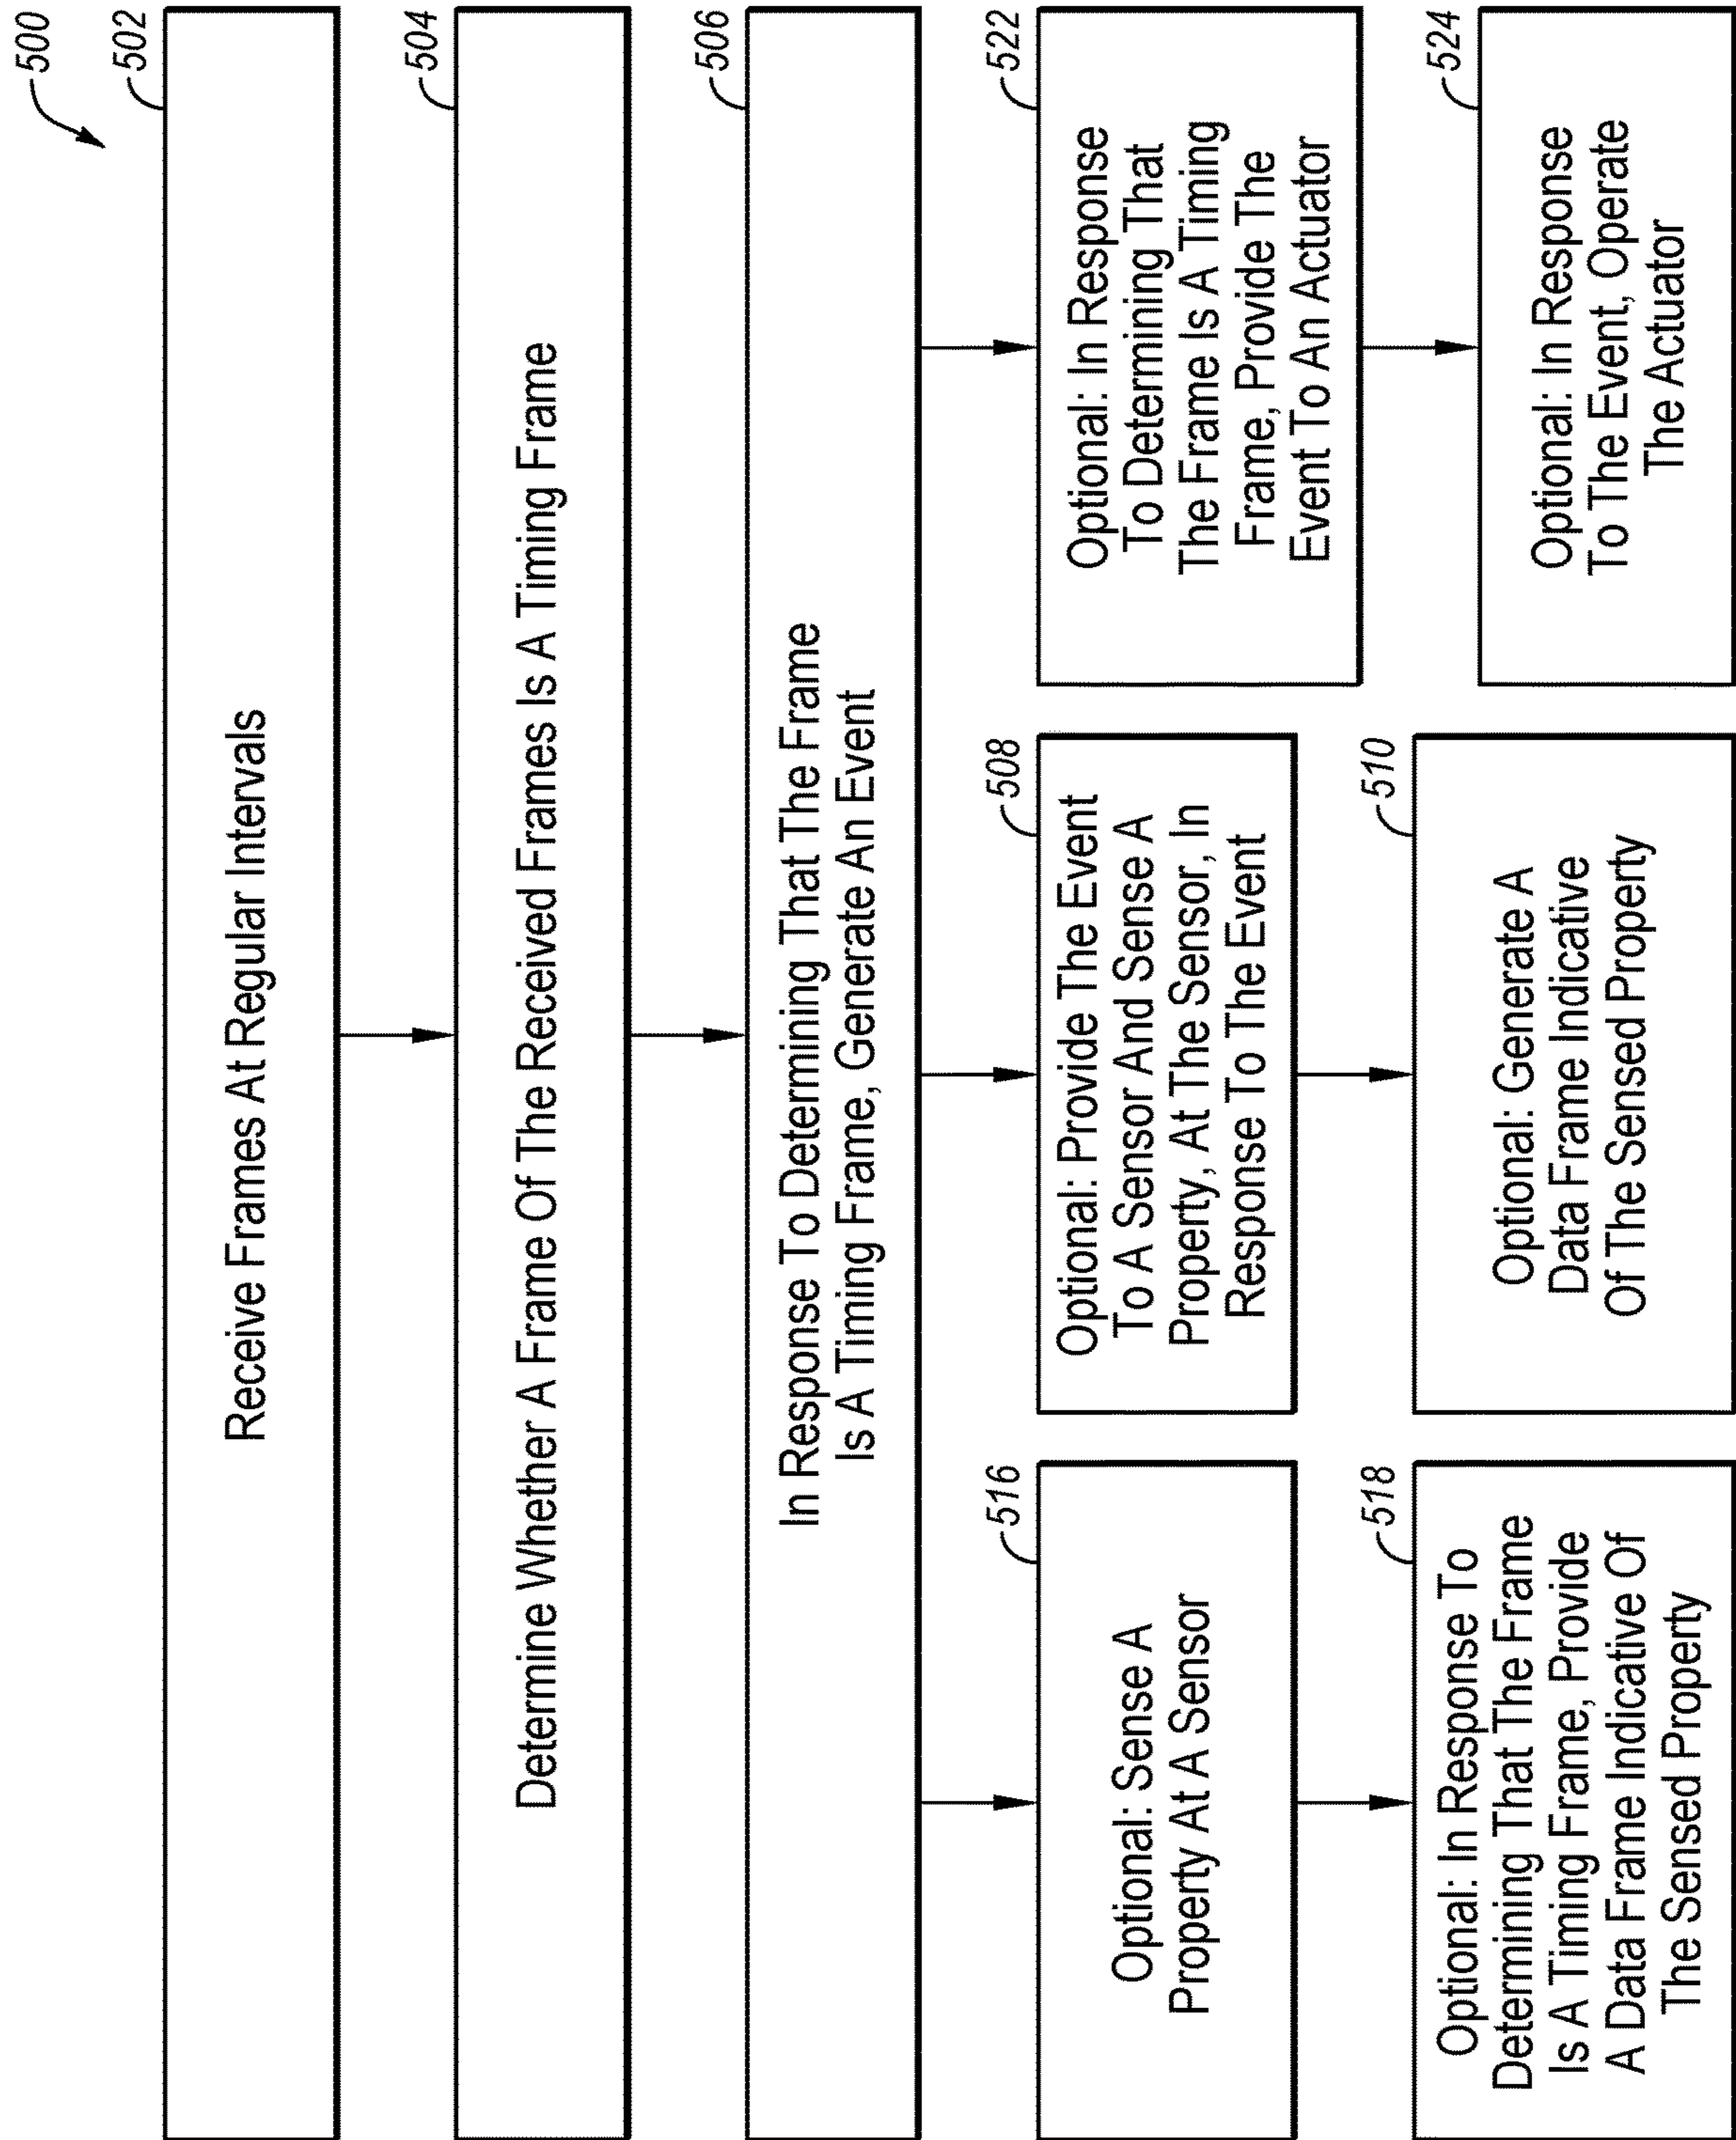 500
502
Receive Frames At Regular Intervals
504
Determine Whether A Frame Of The Received Frames Is A Timing Frame
506
In Response To Determining That The Frame
Is A Timing Frame, Generate An Event
516
Optional: Sense A
Property At A Sensor
518
Optional: In Response To
Determining That The Frame
Is A Timing Frame, Provide
A Data Frame Indicative Of
The Sensed Property
508
Optional: Provide The Event
To A Sensor And Sense A
Property, At The Sensor, In
Response To The Event
510
Optional: Generate A
Data Frame Indicative
Of The Sensed Property
522
Optional: In Response
To Determining That
The Frame Is A Timing
Frame, Provide The
Event To An Actuator
524
Optional: In Response
To The Event, Operate
The Actuator